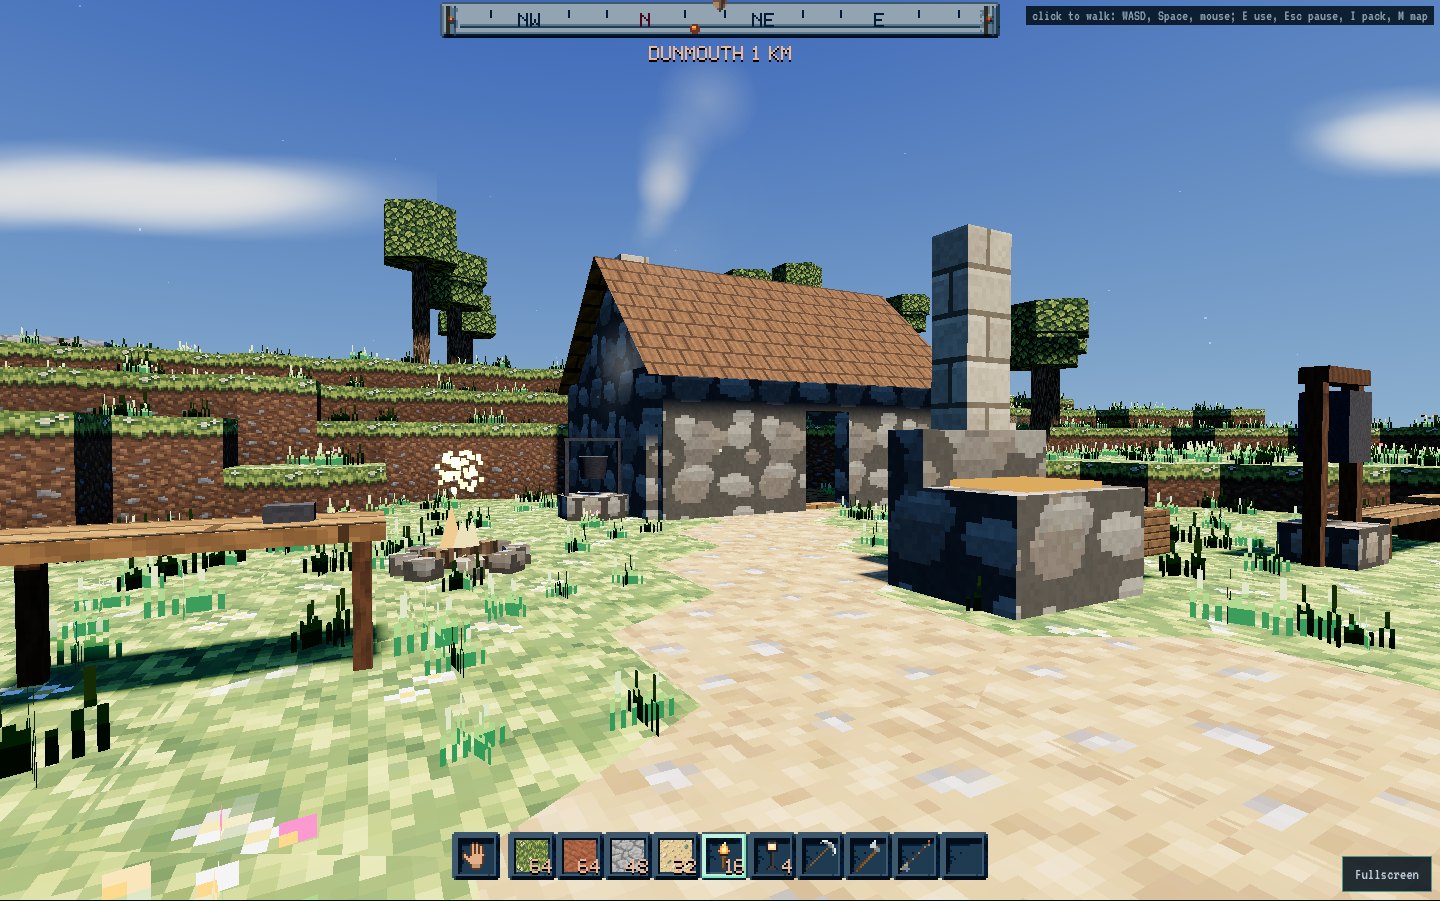 NW N NE E
click to walk: WASD, Space, mouse; E use, Esc pause, I pack, M map
DUNMOUTH 1 KM
64 64 48 32 16 4
Fullscreen